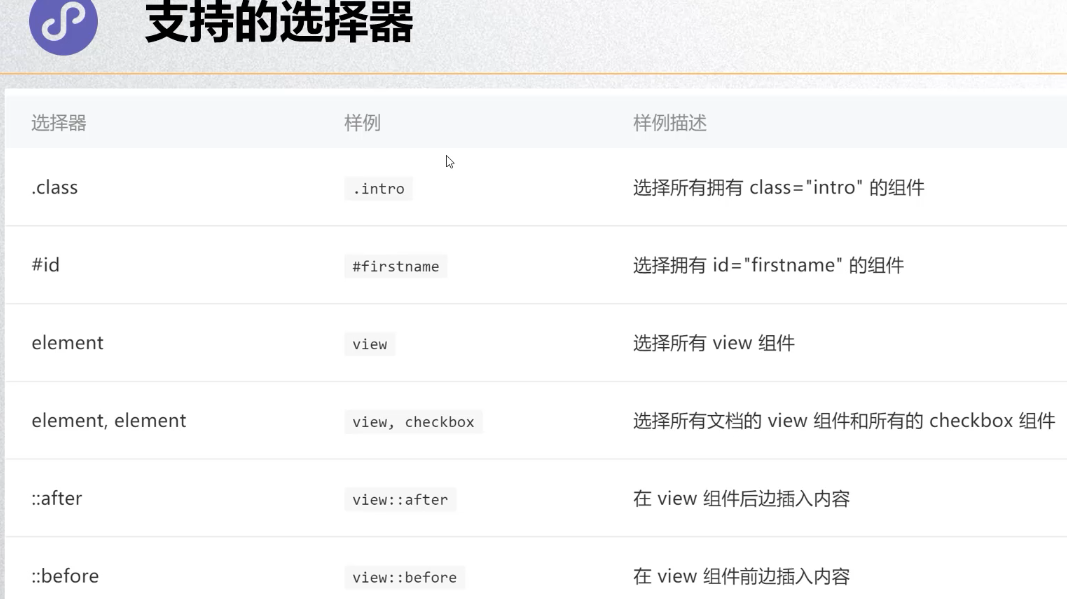 支持的选择器
选择器 样例 样例描述
.class .intro 选择所有拥有 class="intro" 的组件
#id #firstname 选择拥有 id="firstname" 的组件
element view 选择所有 view 组件
element, element view, checkbox 选择所有文档的 view 组件和所有的 checkbox 组件
::after view::after 在 view 组件后边插入内容
::before view::before 在 view 组件前边插入内容